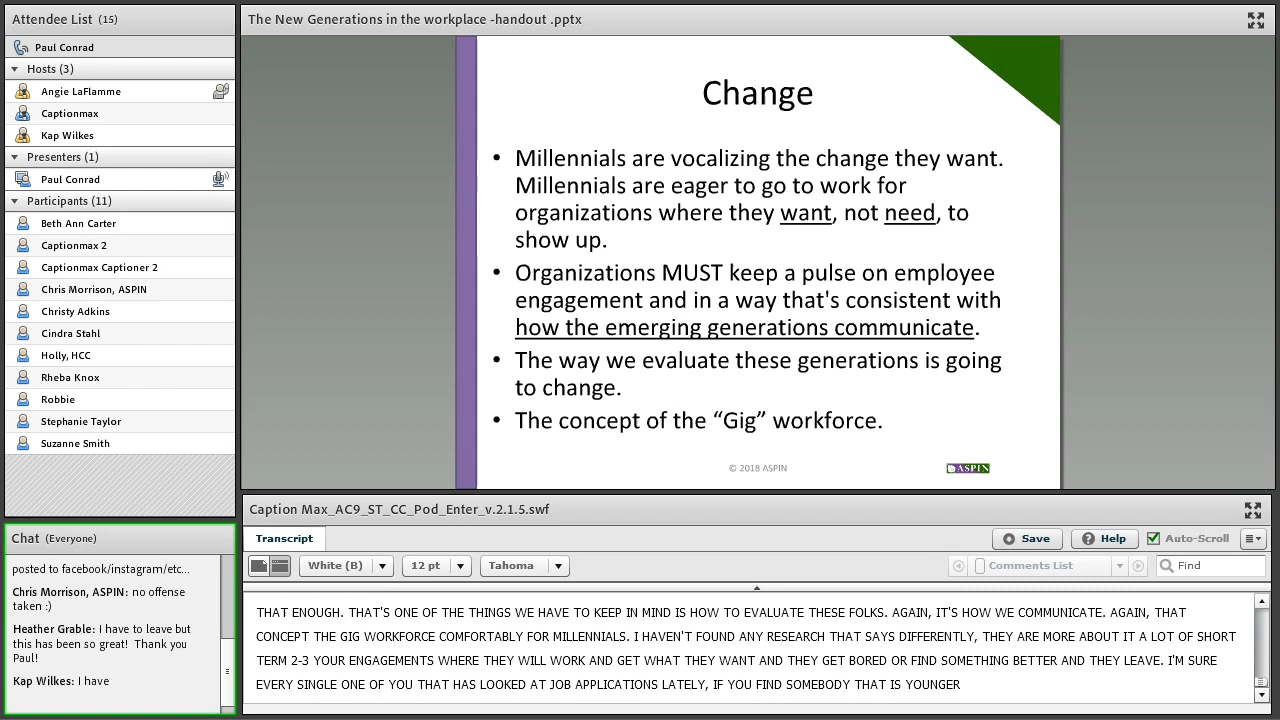 Attendee List (15)
Paul Conrad
Hosts (3)
Angie LaFlamme
Captionmax
Kap Wilkes
Presenters (1)
Paul Conrad
Participants (11)
Beth Ann Carter
Captionmax 2
Captionmax Captioner 2
Chris Morrison, ASPIN
Christy Adkins
Cindra Stahl
Holly, HCC
Rheba Knox
Robbie
Stephanie Taylor
Suzanne Smith
Chat (Everyone)
posted to facebook/instagram/etc...
Chris Morrison, ASPIN: no offense
taken :)
Heather Grable: I have to leave but
this has been so great! Thank you
Paul!
Kap Wilkes: I have
The New Generations in the workplace -handout .pptx
Change
• Millennials are vocalizing the change they want.
Millennials are eager to go to work for
organizations where they want, not need, to
show up.
• Organizations MUST keep a pulse on employee
engagement and in a way that's consistent with
how the emerging generations communicate.
• The way we evaluate these generations is going
to change.
• The concept of the “Gig” workforce.
© 2018 ASPIN
ASPIN
Caption Max_AC9_ST_CC_Pod_Enter_v.2.1.5.swf
Transcript
Save
Help
Auto-Scroll
White (B)
12 pt
Tahoma
Comments List
Find
THAT ENOUGH. THAT'S ONE OF THE THINGS WE HAVE TO KEEP IN MIND IS HOW TO EVALUATE THESE FOLKS. AGAIN, IT'S HOW WE COMMUNICATE. AGAIN, THAT
CONCEPT THE GIG WORKFORCE COMFORTABLY FOR MILLENNIALS. I HAVEN'T FOUND ANY RESEARCH THAT SAYS DIFFERENTLY, THEY ARE MORE ABOUT IT A LOT OF SHORT
TERM 2-3 YOUR ENGAGEMENTS WHERE THEY WILL WORK AND GET WHAT THEY WANT AND THEY GET BORED OR FIND SOMETHING BETTER AND THEY LEAVE. I'M SURE
EVERY SINGLE ONE OF YOU THAT HAS LOOKED AT JOB APPLICATIONS LATELY, IF YOU FIND SOMEBODY THAT IS YOUNGER